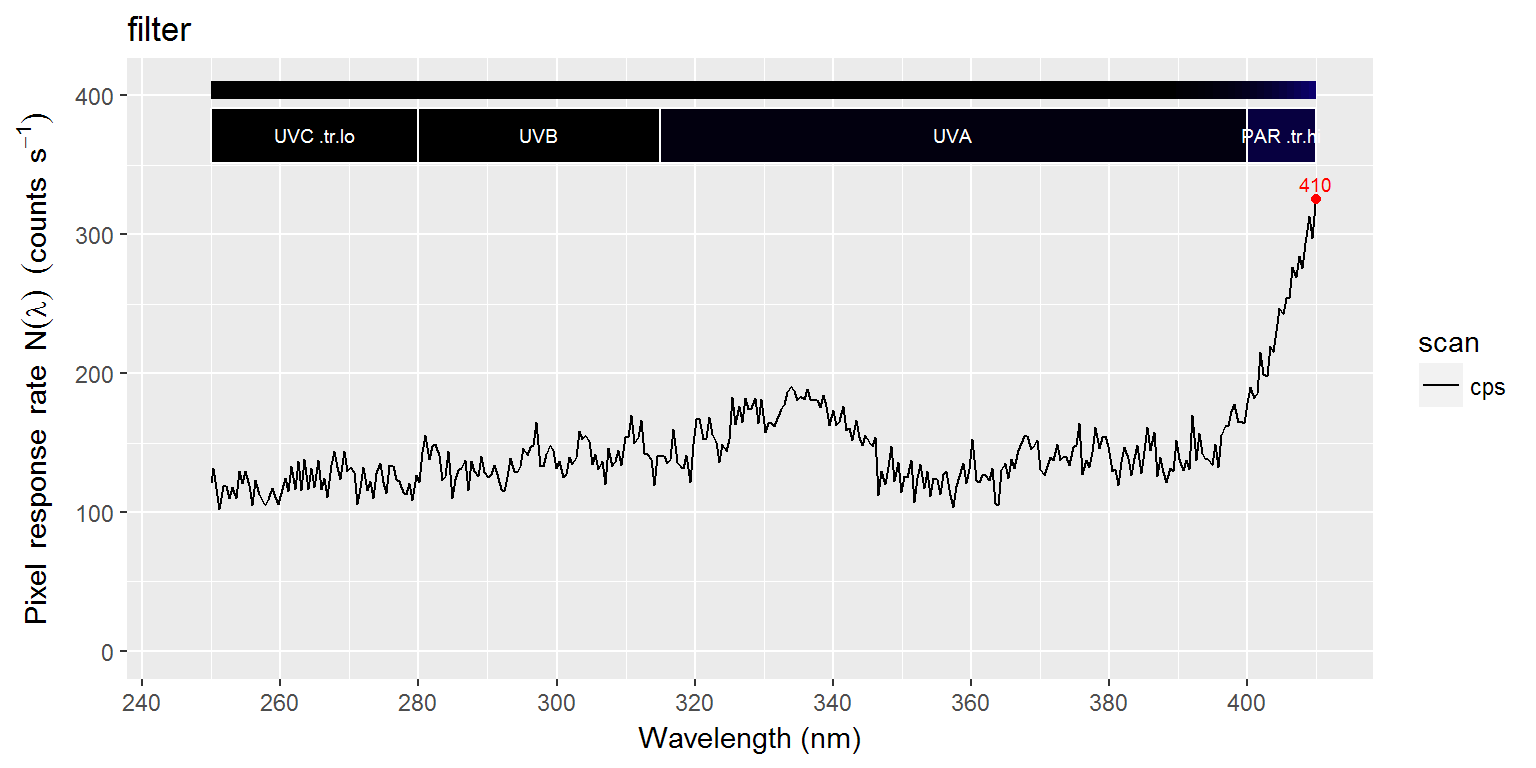 filter
Pixel response rate N(λ) (counts s⁻¹)
400
300
200
100
0
UVC .tr.lo
UVB
UVA
PAR .tr.hi
410
scan
cps
240
260
280
300
320
340
360
380
400
Wavelength (nm)